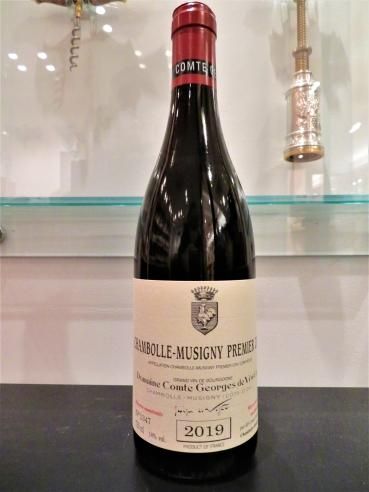 COMTE GE
CHAMBOLLE-MUSIGNY PREMIER
APPELLATION CHAMBOLLE-MUSIGNY PREMIER CRU CONTRÔLÉE
GRAND VIN DE BOURGOGNE
Domaine Comte Georges de Vogüé
CHAMBOLLE-MUSIGNY (CÔTE-D'OR)
2019
PRODUCT OF FRANCE